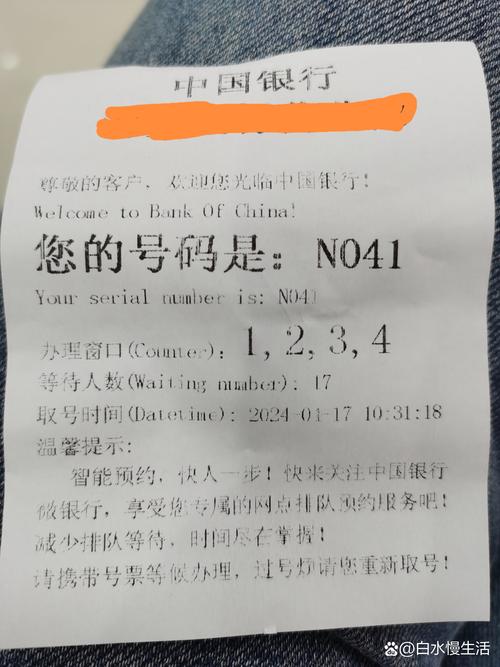 中国银行
尊敬的客户，欢迎您光临中国银行！
Welcome to Bank Of China!
您的号码是：N041
Your serial number is: N041
办理窗口(Counter)：1,2,3,4
等待人数(Waiting number)：17
取号时间(Datetime)：2024-01-17 10:31:18
温馨提示：
智能预约，快人一步！快来关注中国银行
微银行，享受您专属的网点排队预约服务吧！
减少排队等待，时间尽在掌握！
请携带号票等候办理，过号烦请您重新取号！
白水慢生活